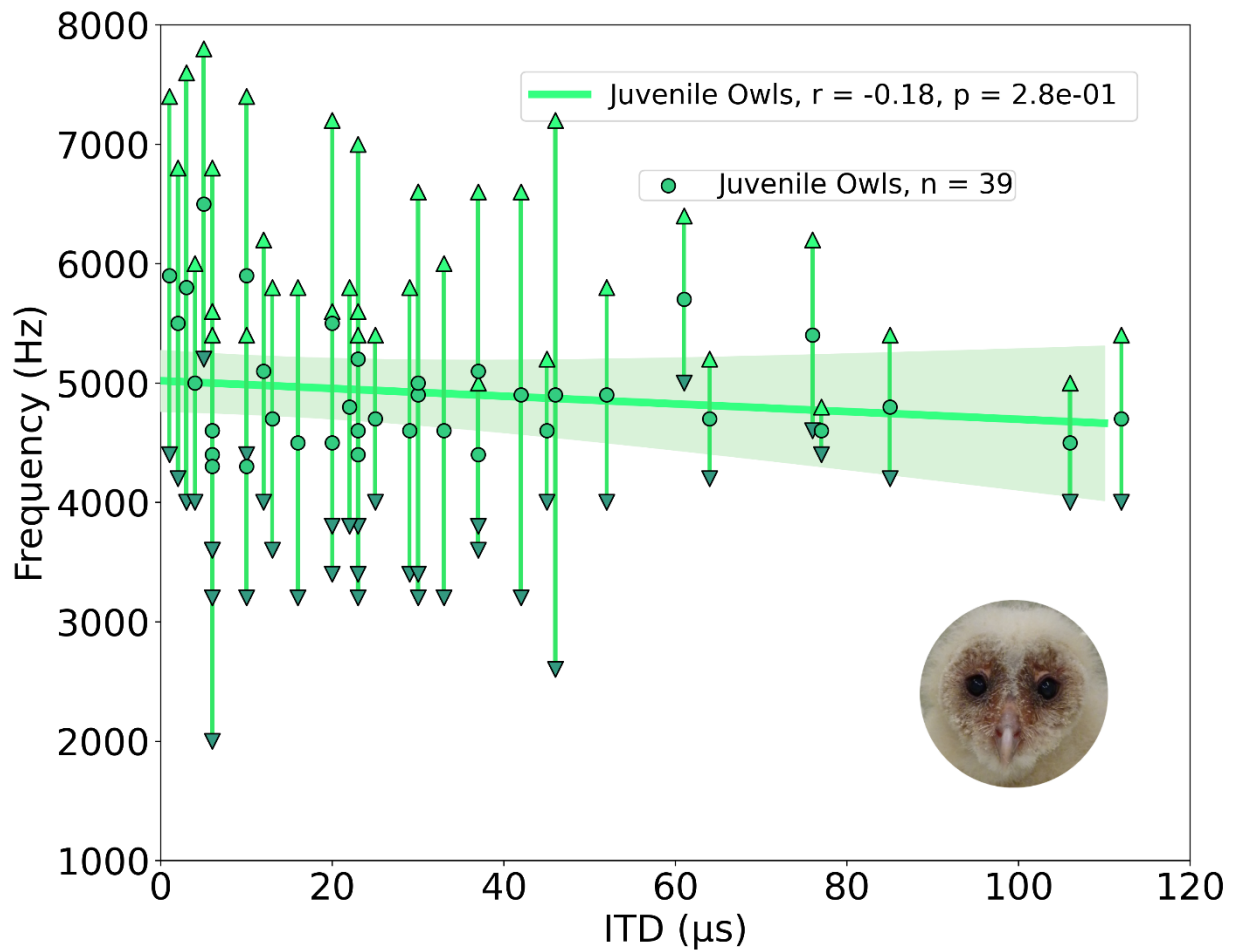 8000
7000
6000
5000
4000
3000
2000
1000
Frequency (Hz)
Juvenile Owls, r = -0.18, p = 2.8e-01
Juvenile Owls, n = 39
0 20 40 60 80 100 120
ITD (μs)